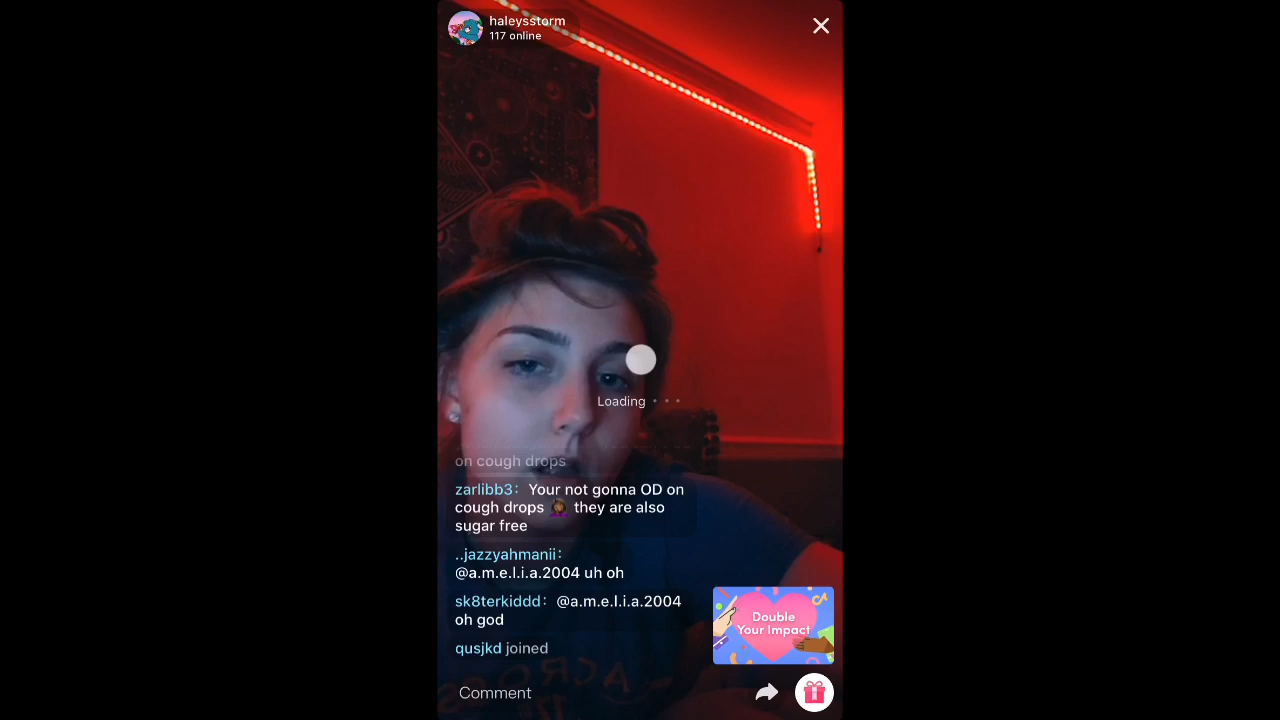 haleysstorm
117 online
Loading
on cough drops
zarlibb3: Your not gonna OD on
cough drops 🤦🏾‍♀️ they are also
sugar free
..jazzyahmanii:
@a.m.e.l.i.a.2004 uh oh
sk8terkiddd: @a.m.e.l.i.a.2004
oh god
qusjkd joined
Double
Your Impact
Comment